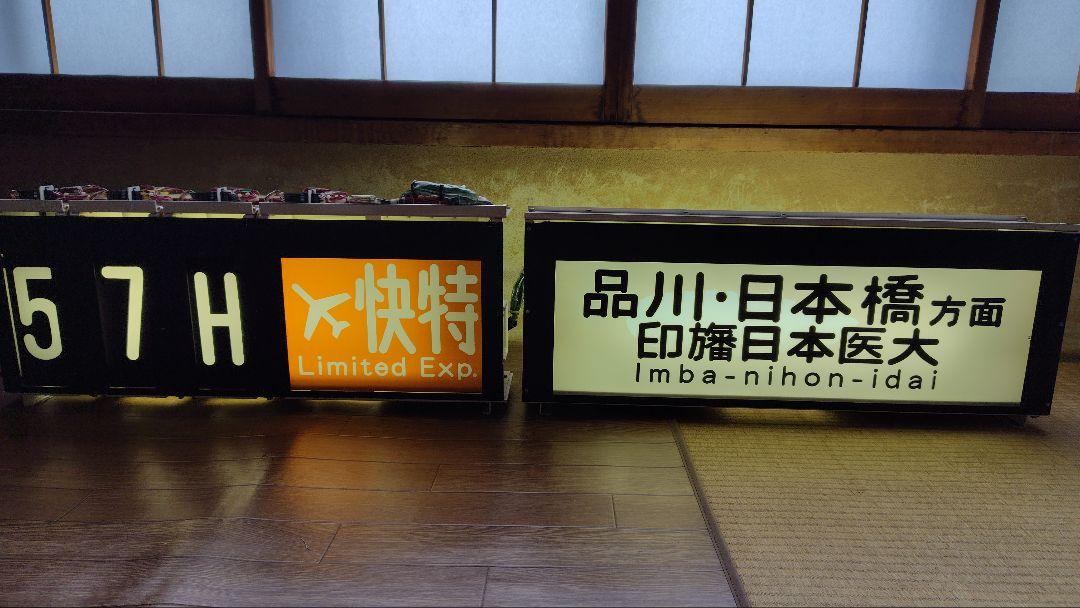 57H
快特
Limited Exp.
品川・日本橋方面
印旛日本医大
Imba-nihon-idai